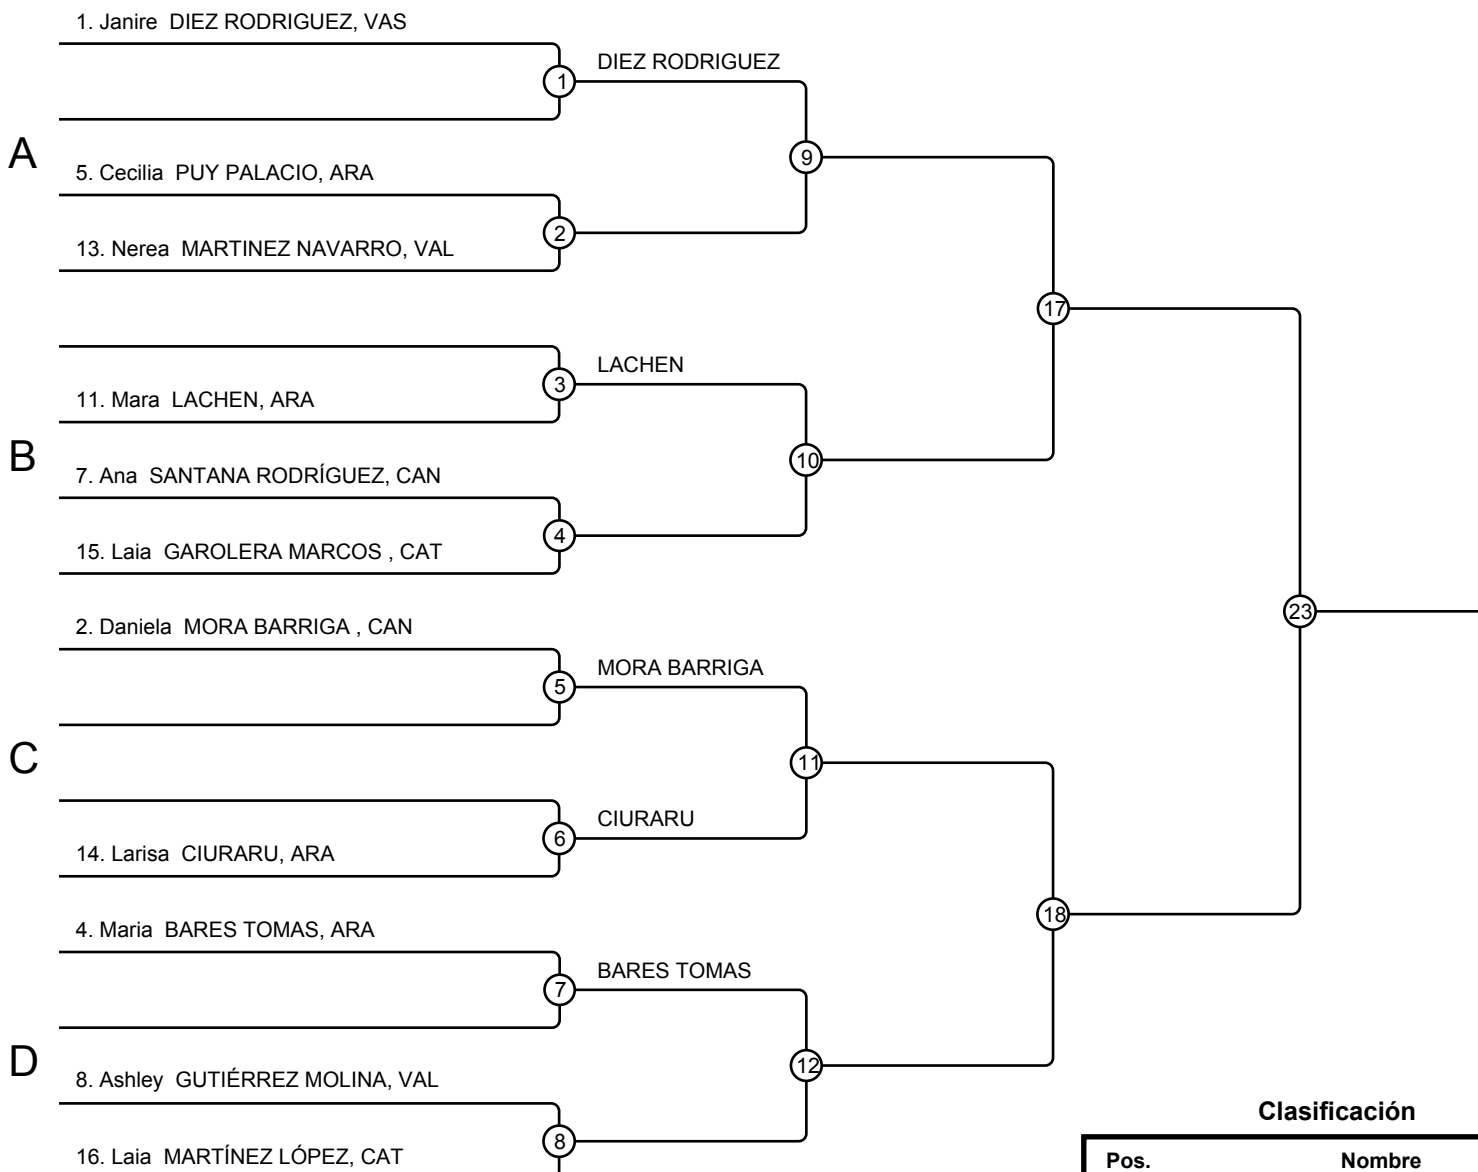 1. Janire DIEZ RODRIGUEZ, VAS
1
DIEZ RODRIGUEZ
A
9
5. Cecilia PUY PALACIO, ARA
2
13. Nerea MARTINEZ NAVARRO, VAL
17
3
LACHEN
11. Mara LACHEN, ARA
B
10
7. Ana SANTANA RODRÍGUEZ, CAN
4
15. Laia GAROLERA MARCOS , CAT
23
2. Daniela MORA BARRIGA , CAN
5
MORA BARRIGA
C
11
6
CIURARU
14. Larisa CIURARU, ARA
18
4. Maria BARES TOMAS, ARA
7
BARES TOMAS
D
12
8. Ashley GUTIÉRREZ MOLINA, VAL
8
16. Laia MARTÍNEZ LÓPEZ, CAT
Clasificación
Pos. Nombre